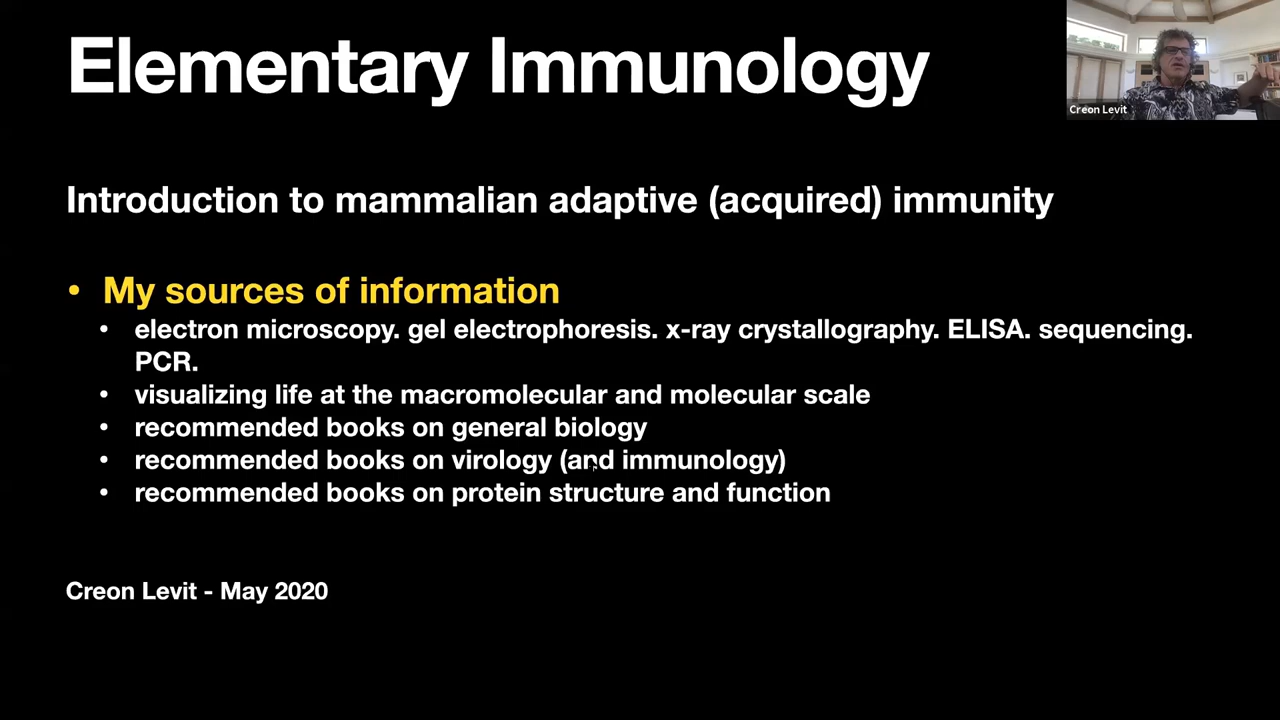 Elementary Immunology
Creon Levit
Introduction to mammalian adaptive (acquired) immunity
• My sources of information
• electron microscopy. gel electrophoresis. x-ray crystallography. ELISA. sequencing.
PCR.
• visualizing life at the macromolecular and molecular scale
• recommended books on general biology
• recommended books on virology (and immunology)
• recommended books on protein structure and function
Creon Levit - May 2020